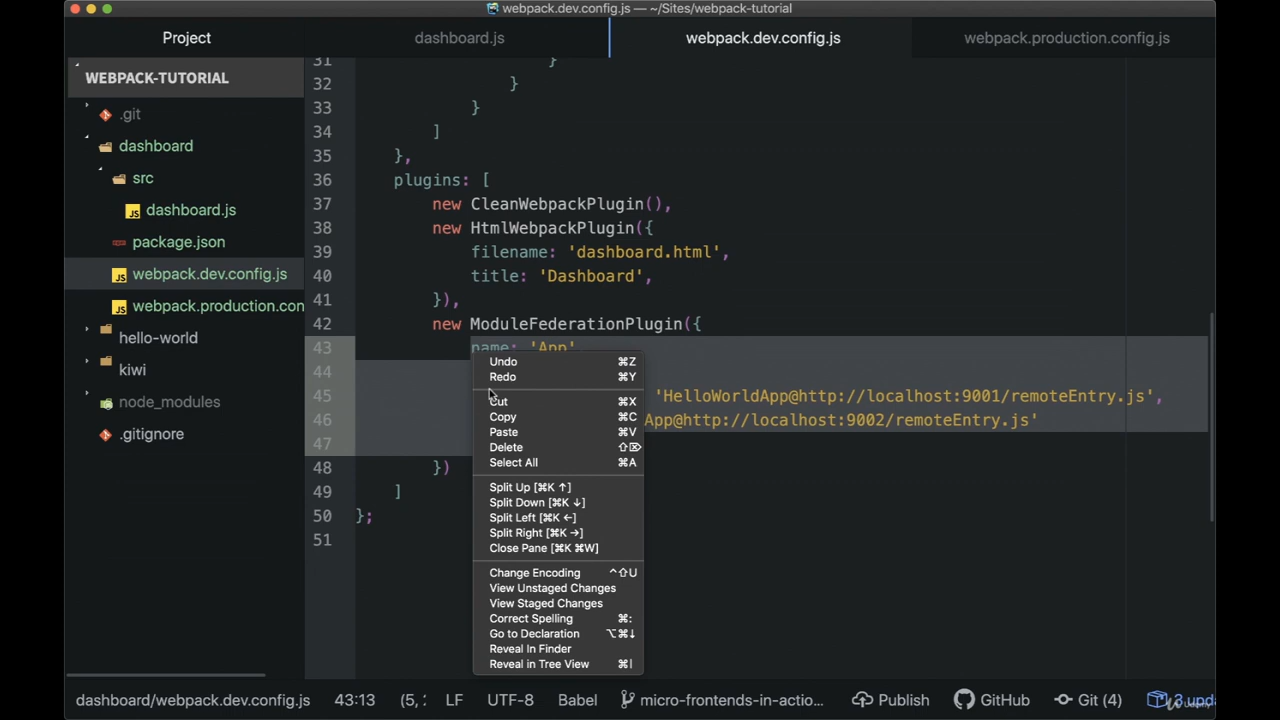 webpack.dev.config.js — ~/Sites/webpack-tutorial
Project
dashboard.js
webpack.dev.config.js
webpack.production.config.js
WEBPACK-TUTORIAL
.git
dashboard
src
dashboard.js
package.json
webpack.dev.config.js
webpack.production.con
hello-world
kiwi
node_modules
.gitignore
31 }
32 }
33 }
34 ]
35 },
36 plugins: [
37 new CleanWebpackPlugin(),
38 new HtmlWebpackPlugin({
39 filename: 'dashboard.html',
40 title: 'Dashboard',
41 }),
42 new ModuleFederationPlugin({
43 name: 'App'
44
45 'HelloWorldApp@http://localhost:9001/remoteEntry.js',
46 App@http://localhost:9002/remoteEntry.js'
47
48 })
49 ]
50 };
51
Undo ⌘Z
Redo ⌘Y
Cut ⌘X
Copy ⌘C
Paste ⌘V
Delete ⇧⌦
Select All ⌘A
Split Up [⌘K ↑]
Split Down [⌘K ↓]
Split Left [⌘K ←]
Split Right [⌘K →]
Close Pane [⌘K ⌘W]
Change Encoding ^⇧U
View Unstaged Changes
View Staged Changes
Correct Spelling ⌘:
Go to Declaration ⌥⌘↓
Reveal In Finder
Reveal in Tree View ⌘|
dashboard/webpack.dev.config.js 43:13 (5, LF UTF-8 Babel micro-frontends-in-actio... Publish GitHub Git (4) 3 upda